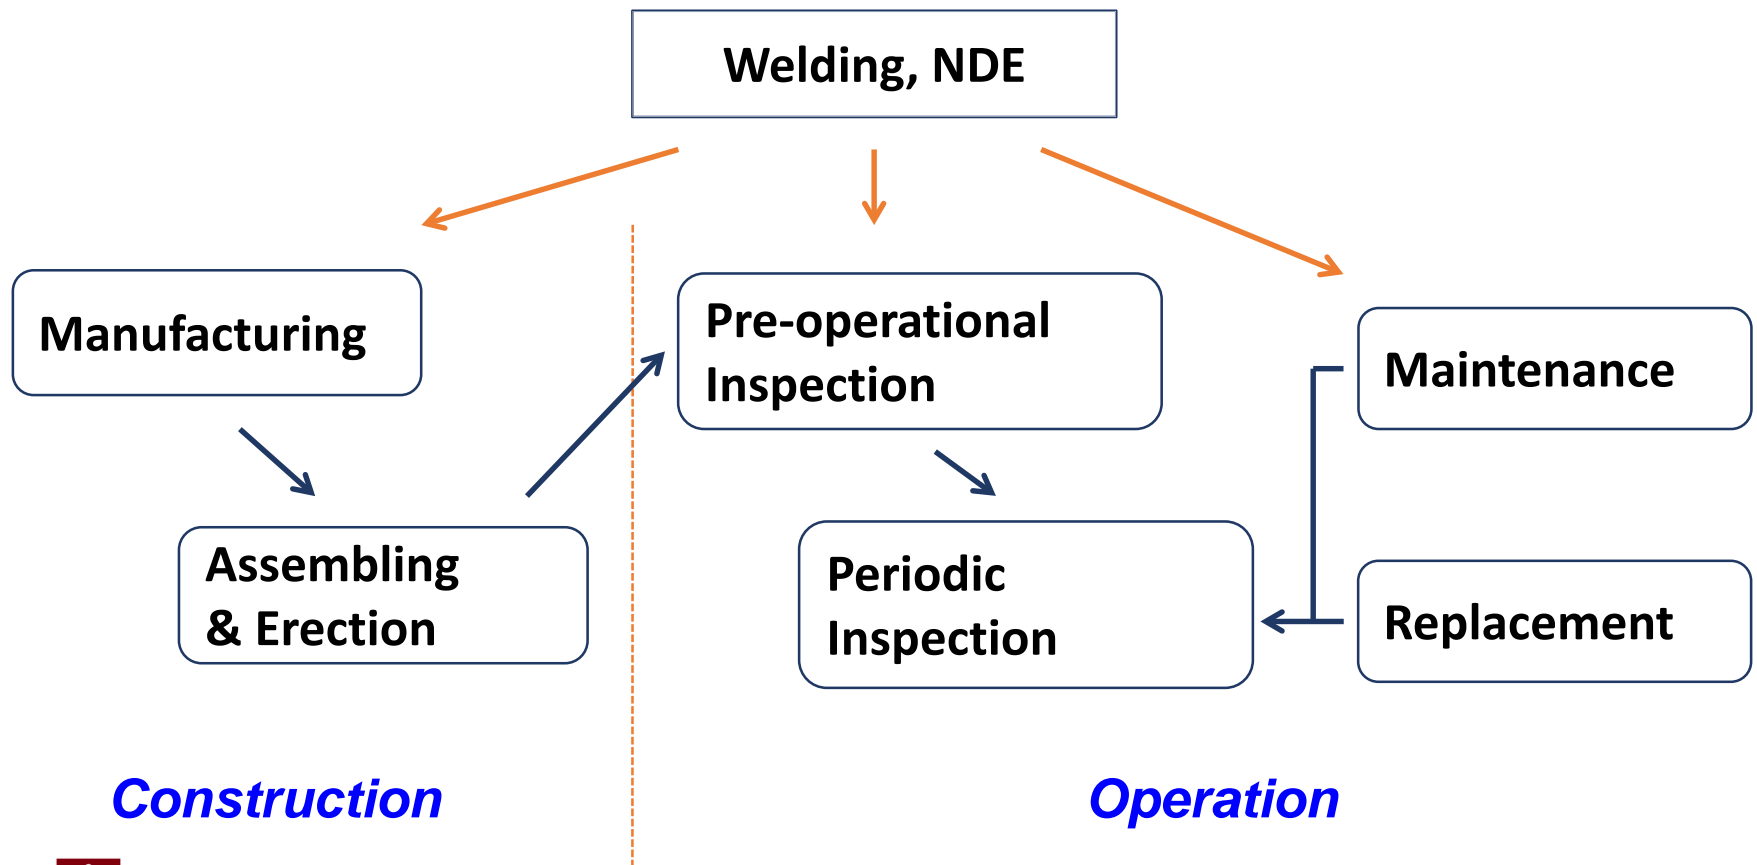 Welding, NDE
Manufacturing
Pre-operational
Inspection
Maintenance
Assembling
& Erection
Periodic
Inspection
Replacement
Construction
Operation